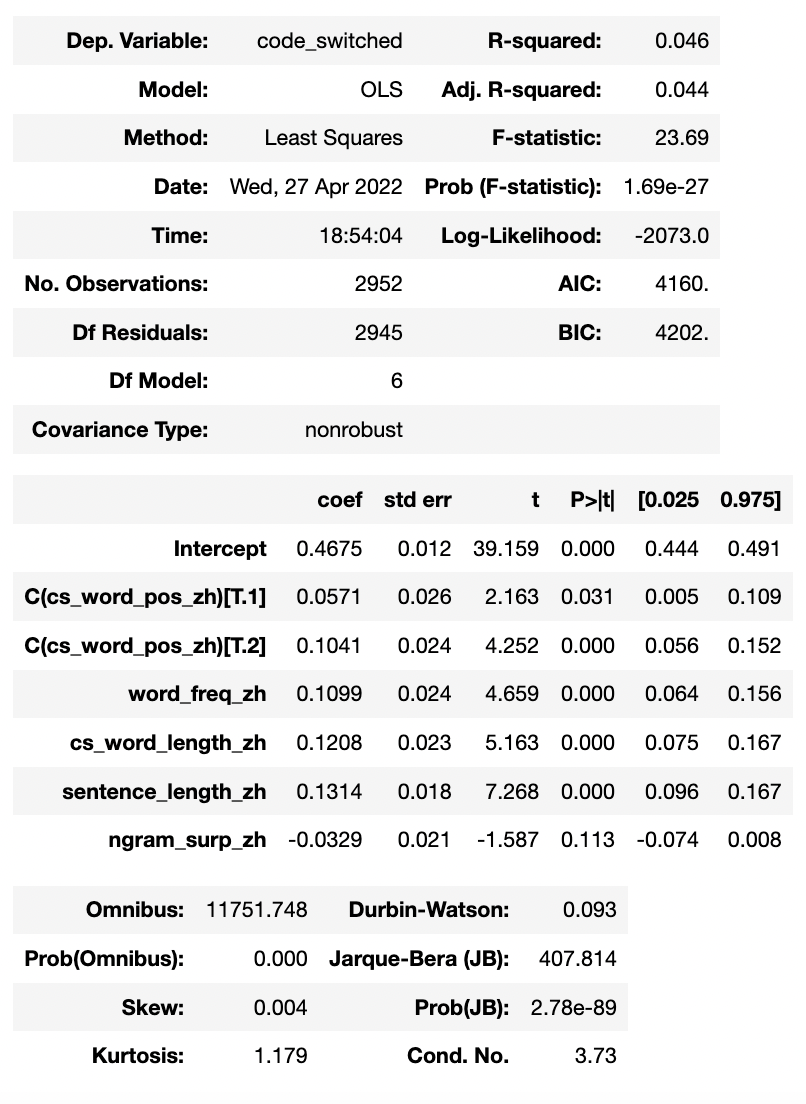 Dep. Variable: code_switched R-squared: 0.046
Model: OLS Adj. R-squared: 0.044
Method: Least Squares F-statistic: 23.69
Date: Wed, 27 Apr 2022 Prob (F-statistic): 1.69e-27
Time: 18:54:04 Log-Likelihood: -2073.0
No. Observations: 2952 AIC: 4160.
Df Residuals: 2945 BIC: 4202.
Df Model: 6
Covariance Type: nonrobust
coef std err t P>|t| [0.025 0.975]
Intercept 0.4675 0.012 39.159 0.000 0.444 0.491
C(cs_word_pos_zh)[T.1] 0.0571 0.026 2.163 0.031 0.005 0.109
C(cs_word_pos_zh)[T.2] 0.1041 0.024 4.252 0.000 0.056 0.152
word_freq_zh 0.1099 0.024 4.659 0.000 0.064 0.156
cs_word_length_zh 0.1208 0.023 5.163 0.000 0.075 0.167
sentence_length_zh 0.1314 0.018 7.268 0.000 0.096 0.167
ngram_surp_zh -0.0329 0.021 -1.587 0.113 -0.074 0.008
Omnibus: 11751.748 Durbin-Watson: 0.093
Prob(Omnibus): 0.000 Jarque-Bera (JB): 407.814
Skew: 0.004 Prob(JB): 2.78e-89
Kurtosis: 1.179 Cond. No. 3.73